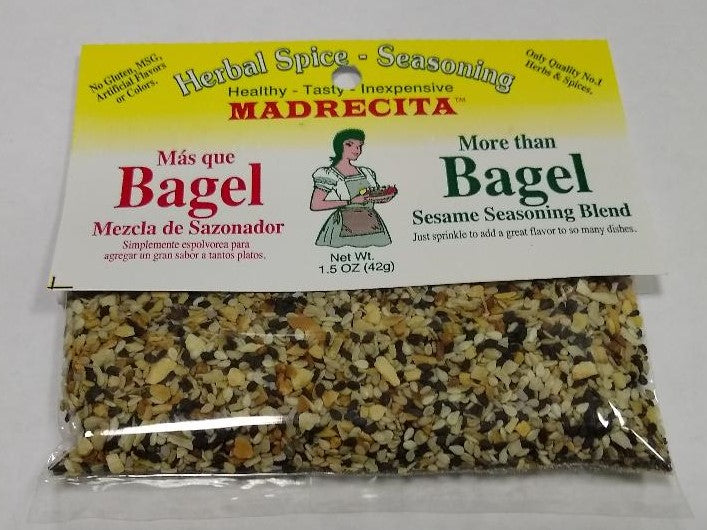 No Gluten, MSG,
Artificial Flavors
or Colors.
Herbal Spice - Seasoning
Only Quality No.1
Herbs & Spices.
Healthy - Tasty - Inexpensive
MADRECITA™
Más que
Bagel
Mezcla de Sazonador
Simplemente espolvorea para
agregar un gran sabor a tantos platos.
More than
Bagel
Sesame Seasoning Blend
Just sprinkle to add a great flavor to so many dishes.
Net Wt.
1.5 OZ (42g)